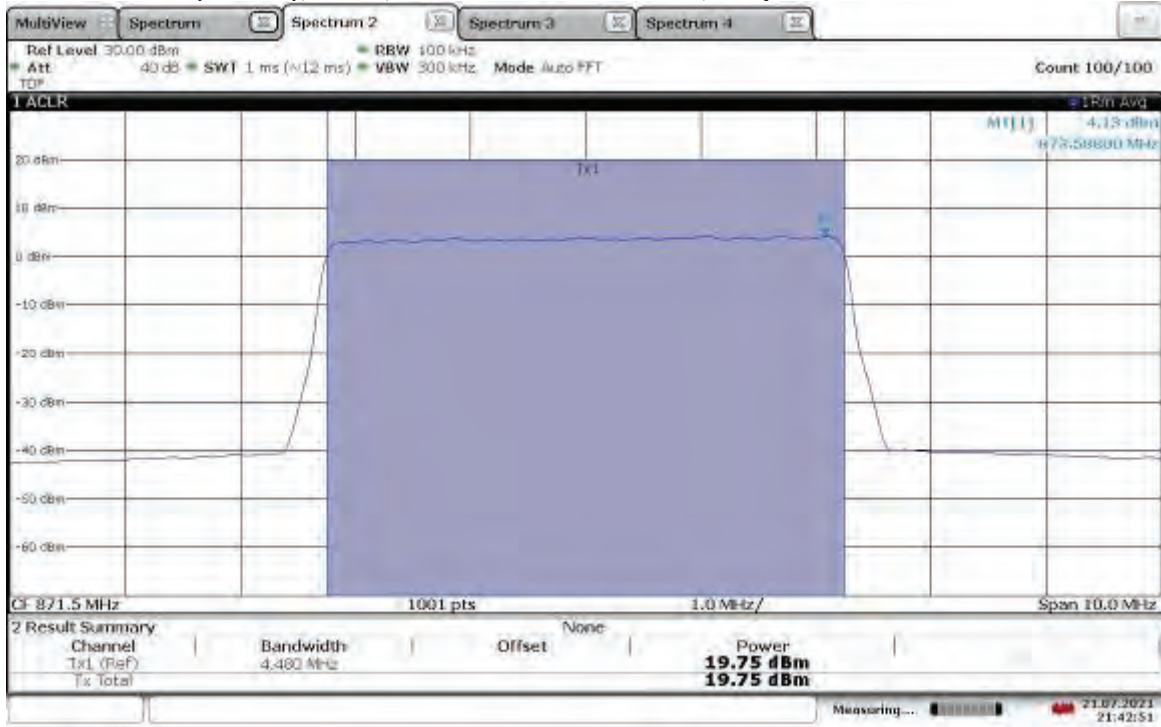 MultiView Spectrum Spectrum 2 Spectrum 3 Spectrum 4
Ref Level 30.00 dBm RBW 100 kHz
Att 40 dB SWT 1 ms (~12 ms) VBW 300 kHz Mode Auto FFT Count 100/100
TDF
1 ACLR 1Rm Avg
M1[1] 4.13 dBm
873.58800 MHz
Tx1
20 dBm
10 dBm
0 dBm
-10 dBm
-20 dBm
-30 dBm
-40 dBm
-50 dBm
-60 dBm
CF 871.5 MHz 1001 pts 1.0 MHz/ Span 10.0 MHz
2 Result Summary None
Channel Bandwidth Offset Power
Tx1 (Ref) 4.480 MHz 19.75 dBm
Tx Total 19.75 dBm
Measuring... 21.07.2021
21:42:51